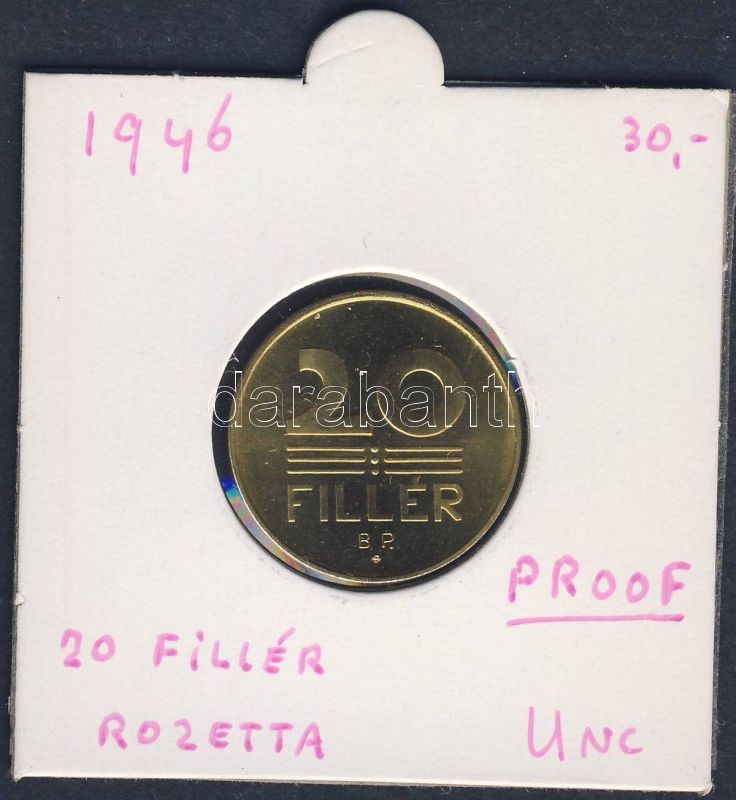 1946
30,-
20
darabanth
FILLÉR
B P.
PROOF
20 FiLLÉR
ROZETTA
UNC